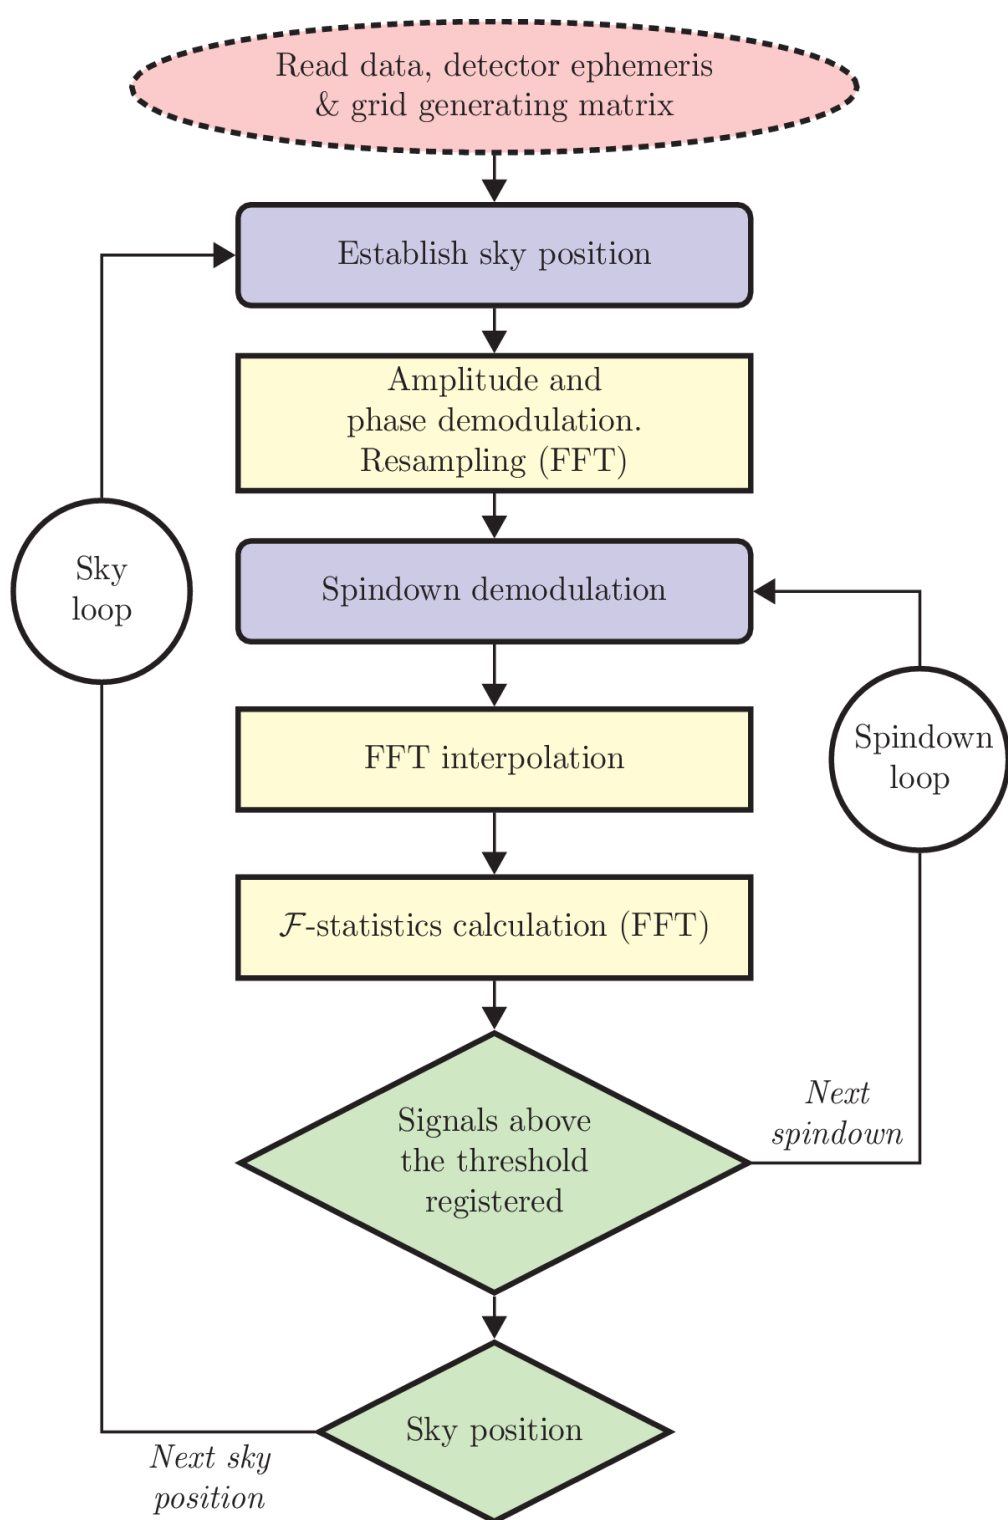 Read data, detector ephemeris
& grid generating matrix
Establish sky position
Amplitude and
phase demodulation.
Resampling (FFT)
Sky
loop
Spindown demodulation
FFT interpolation
Spindown
loop
ℱ-statistics calculation (FFT)
Signals above
the threshold
registered
Next
spindown
Sky position
Next sky
position